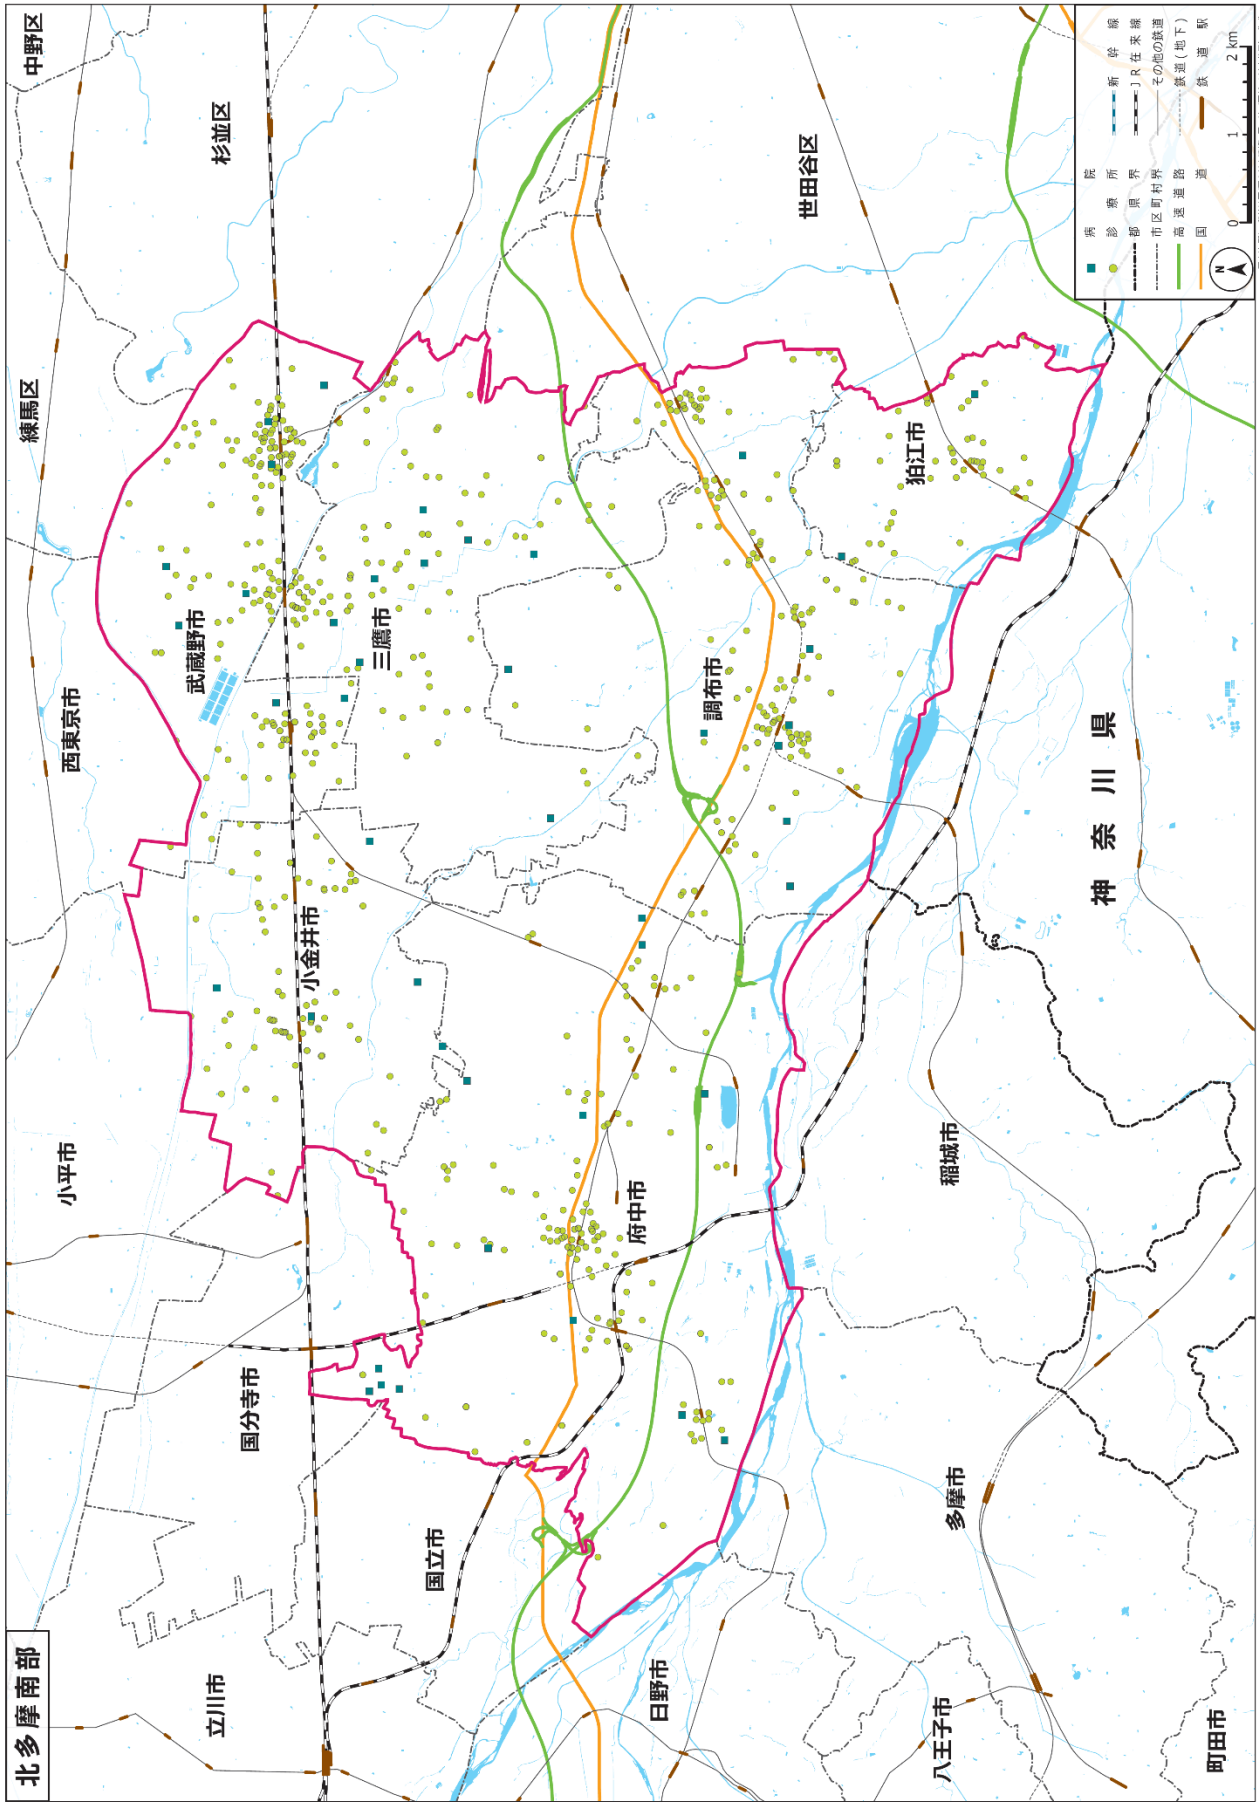 北多摩南部
立川市
国分寺市
小平市
西東京市
練馬区
中野区
杉並区
武蔵野市
三鷹市
小金井市
国立市
府中市
調布市
狛江市
世田谷区
日野市
八王子市
多摩市
稲城市
町田市
神奈川県
病院
診療所
都県界
市区町村界
高速道路
国道
新幹線
JR在来線
その他の鉄道
鉄道(地下)
鉄道駅
N
0 1 2 km